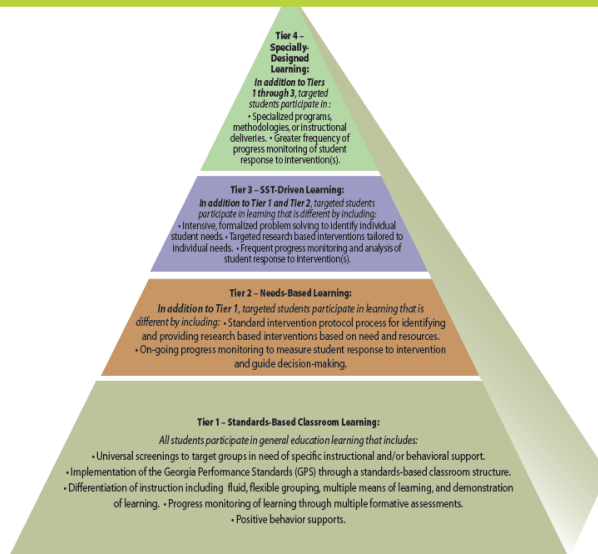 Tier 4 –
Specially-
Designed
Learning:
In addition to Tiers
1 through 3, targeted
students participate in :
• Specialized programs,
methodologies, or instructional
deliveries. • Greater frequency of
progress monitoring of student
response to intervention(s).
Tier 3 – SST-Driven Learning:
In addition to Tier 1 and Tier 2, targeted students
participate in learning that is different by including:
• Intensive, formalized problem solving to identify individual
student needs. • Targeted research based interventions tailored to
individual needs. • Frequent progress monitoring and analysis of
student response to intervention(s).
Tier 2 – Needs-Based Learning:
In addition to Tier 1, targeted students participate in learning that is
different by including: • Standard intervention protocol process for identifying
and providing research based interventions based on need and resources.
• On-going progress monitoring to measure student response to intervention
and guide decision-making.
Tier 1 – Standards-Based Classroom Learning:
All students participate in general education learning that includes:
• Universal screenings to target groups in need of specific instructional and/or behavioral support.
• Implementation of the Georgia Performance Standards (GPS) through a standards-based classroom structure.
• Differentiation of instruction including fluid, flexible grouping, multiple means of learning, and demonstration
of learning. • Progress monitoring of learning through multiple formative assessments.
• Positive behavior supports.